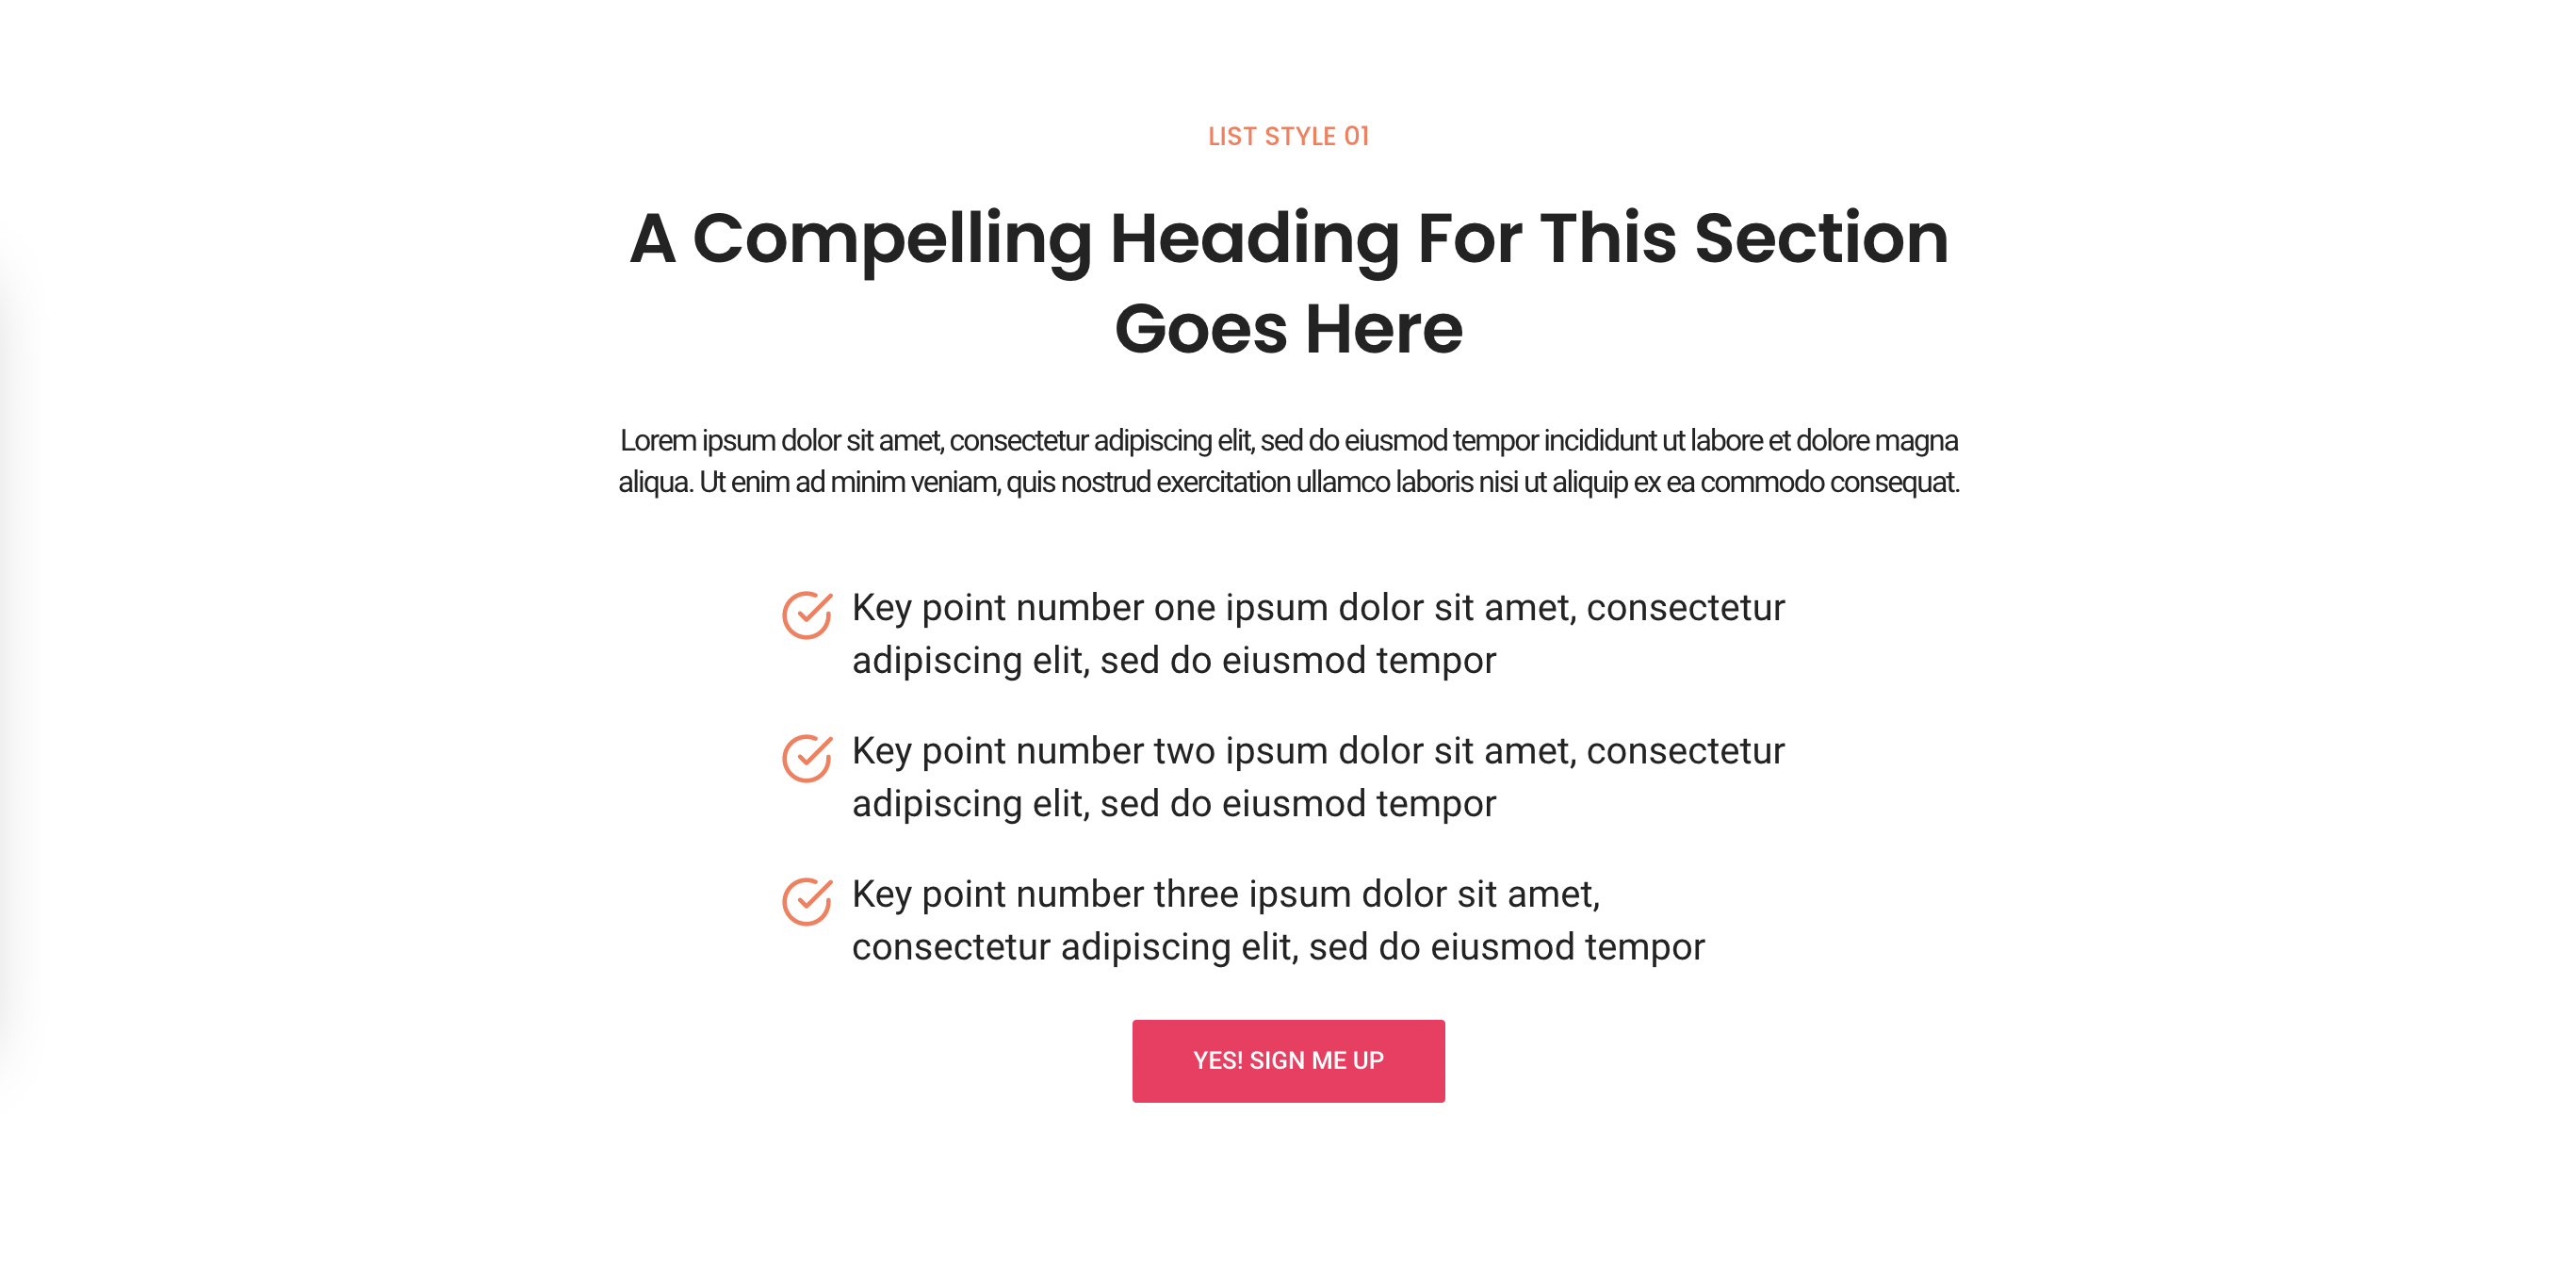 LIST STYLE 01
A Compelling Heading For This Section
Goes Here
Lorem ipsum dolor sit amet, consectetur adipiscing elit, sed do eiusmod tempor incididunt ut labore et dolore magna
aliqua. Ut enim ad minim veniam, quis nostrud exercitation ullamco laboris nisi ut aliquip ex ea commodo consequat.
Key point number one ipsum dolor sit amet, consectetur
adipiscing elit, sed do eiusmod tempor
Key point number two ipsum dolor sit amet, consectetur
adipiscing elit, sed do eiusmod tempor
Key point number three ipsum dolor sit amet,
consectetur adipiscing elit, sed do eiusmod tempor
YES! SIGN ME UP